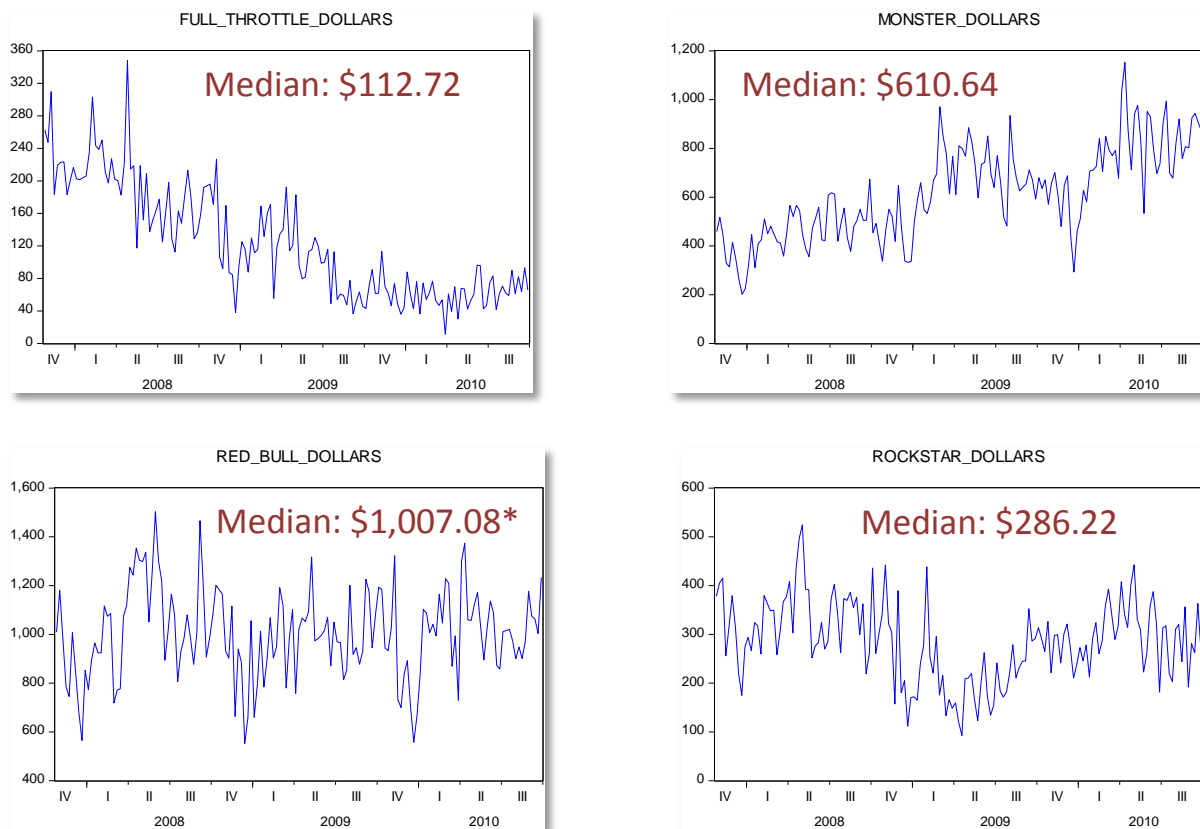 FULL_THROTTLE_DOLLARS
Median: $112.72
360
320
280
240
200
160
120
80
40
0
IV I II III IV I II III IV I II III
2008 2009 2010
MONSTER_DOLLARS
Median: $610.64
1,200
1,000
800
600
400
200
0
IV I II III IV I II III IV I II III
2008 2009 2010
RED_BULL_DOLLARS
Median: $1,007.08*
1,600
1,400
1,200
1,000
800
600
400
IV I II III IV I II III IV I II III
2008 2009 2010
ROCKSTAR_DOLLARS
Median: $286.22
600
500
400
300
200
100
0
IV I II III IV I II III IV I II III
2008 2009 2010